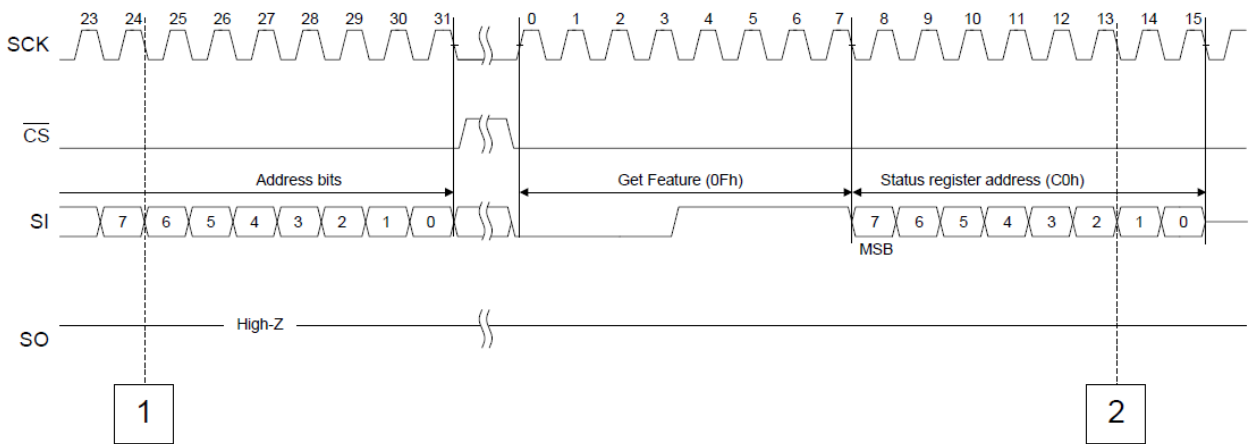 23 24 25 26 27 28 29 30 31 0 1 2 3 4 5 6 7 8 9 10 11 12 13 14 15
SCK
CS
Address bits Get Feature (0Fh) Status register address (C0h)
SI 7 6 5 4 3 2 1 0 7 6 5 4 3 2 1 0
MSB
High-Z
SO
1 2